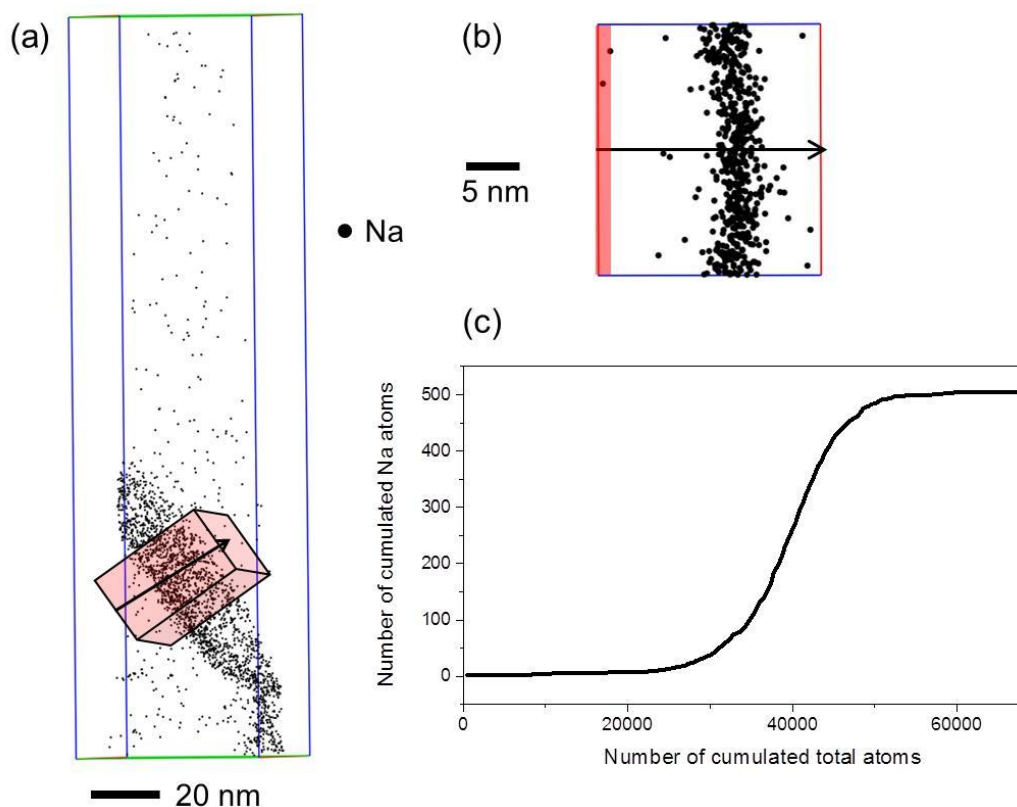 (a)
Na
20 nm
(b)
5 nm
(c)
Number of cumulated Na atoms
500
400
300
200
100
0
0
20000
40000
60000
Number of cumulated total atoms